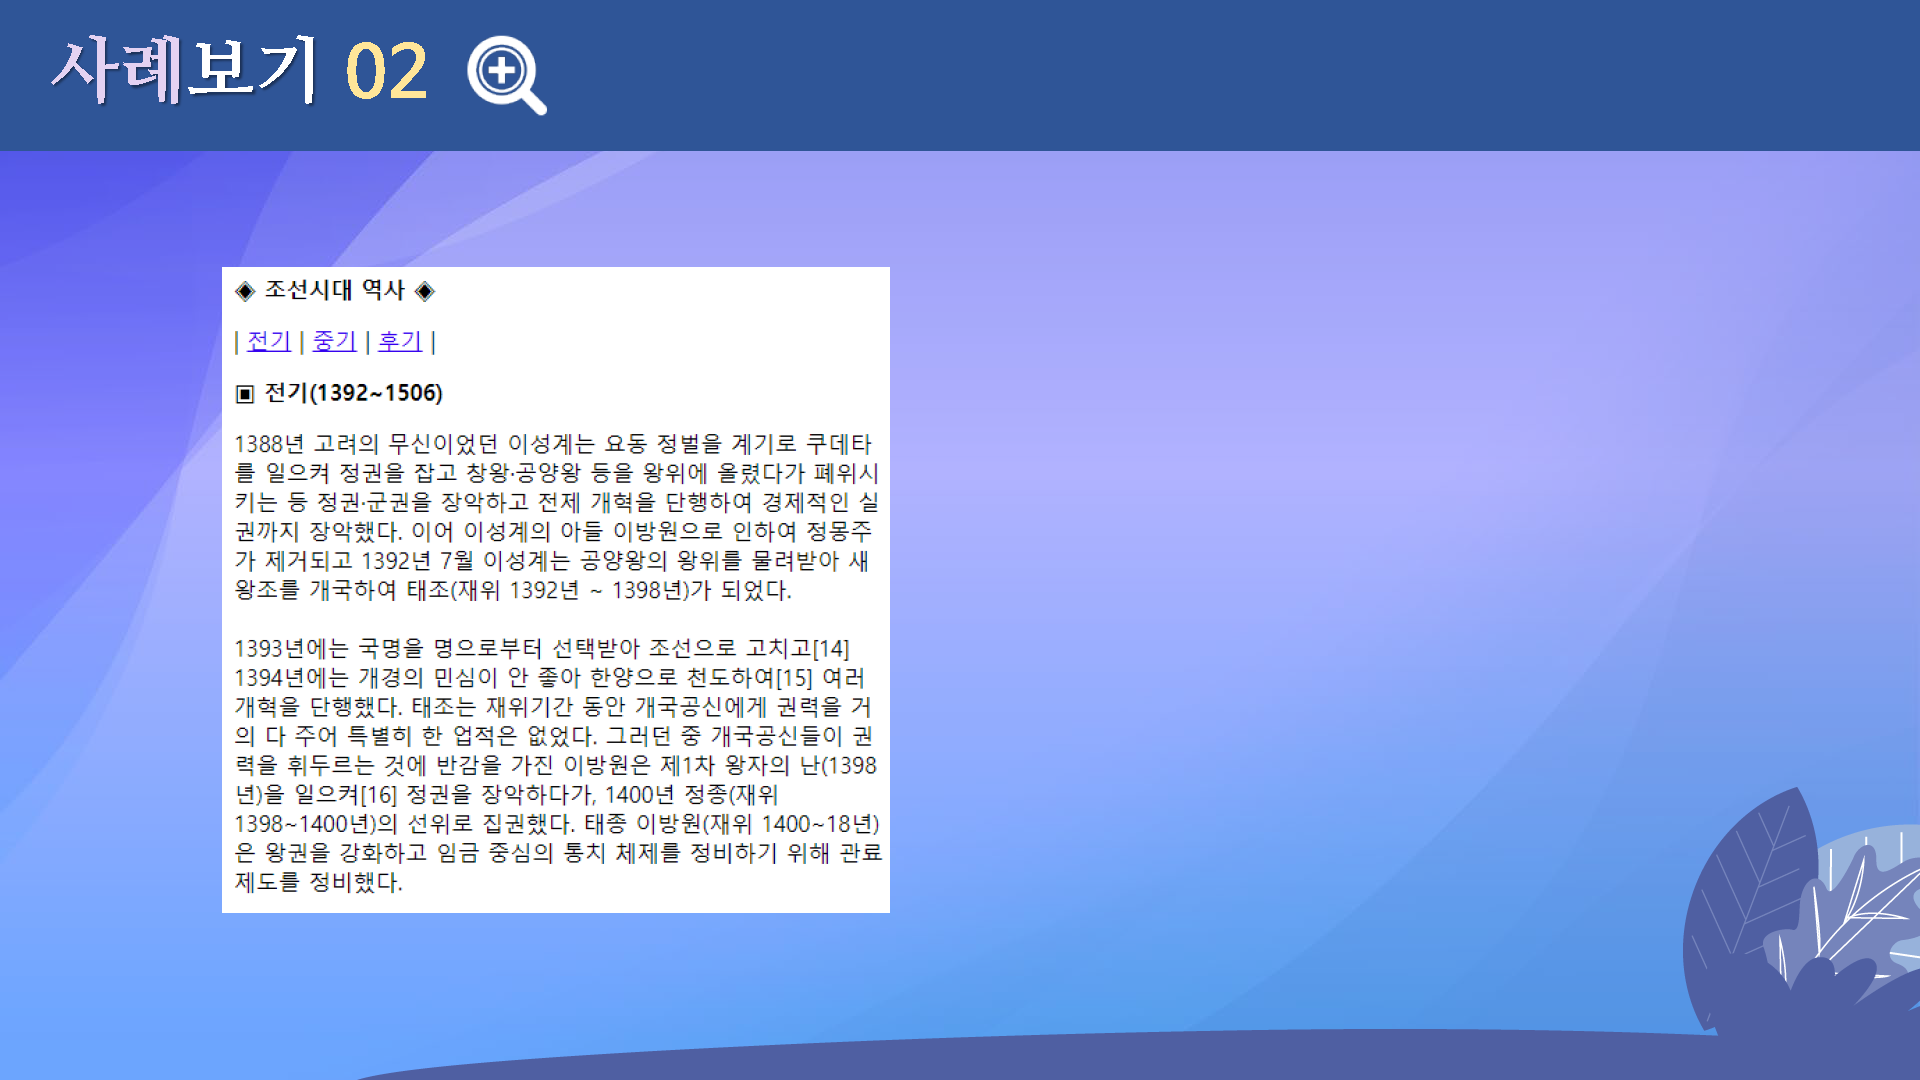 사례보기 02
◈ 조선시대 역사 ◈
| 전기 | 중기 | 후기 |
▣ 전기(1392~1506)
1388년 고려의 무신이었던 이성계는 요동 정벌을 계기로 쿠데타
를 일으켜 정권을 잡고 창왕·공양왕 등을 왕위에 올렸다가 폐위시
키는 등 정권·군권을 장악하고 전제 개혁을 단행하여 경제적인 실
권까지 장악했다. 이어 이성계의 아들 이방원으로 인하여 정몽주
가 제거되고 1392년 7월 이성계는 공양왕의 왕위를 물려받아 새
왕조를 개국하여 태조(재위 1392년 ~ 1398년)가 되었다.
1393년에는 국명을 명으로부터 선택받아 조선으로 고치고[14]
1394년에는 개경의 민심이 안 좋아 한양으로 천도하여[15] 여러
개혁을 단행했다. 태조는 재위기간 동안 개국공신에게 권력을 거
의 다 주어 특별히 한 업적은 없었다. 그러던 중 개국공신들이 권
력을 휘두르는 것에 반감을 가진 이방원은 제1차 왕자의 난(1398
년)을 일으켜[16] 정권을 장악하다가, 1400년 정종(재위
1398~1400년)의 선위로 집권했다. 태종 이방원(재위 1400~18년)
은 왕권을 강화하고 임금 중심의 통치 체제를 정비하기 위해 관료
제도를 정비했다.